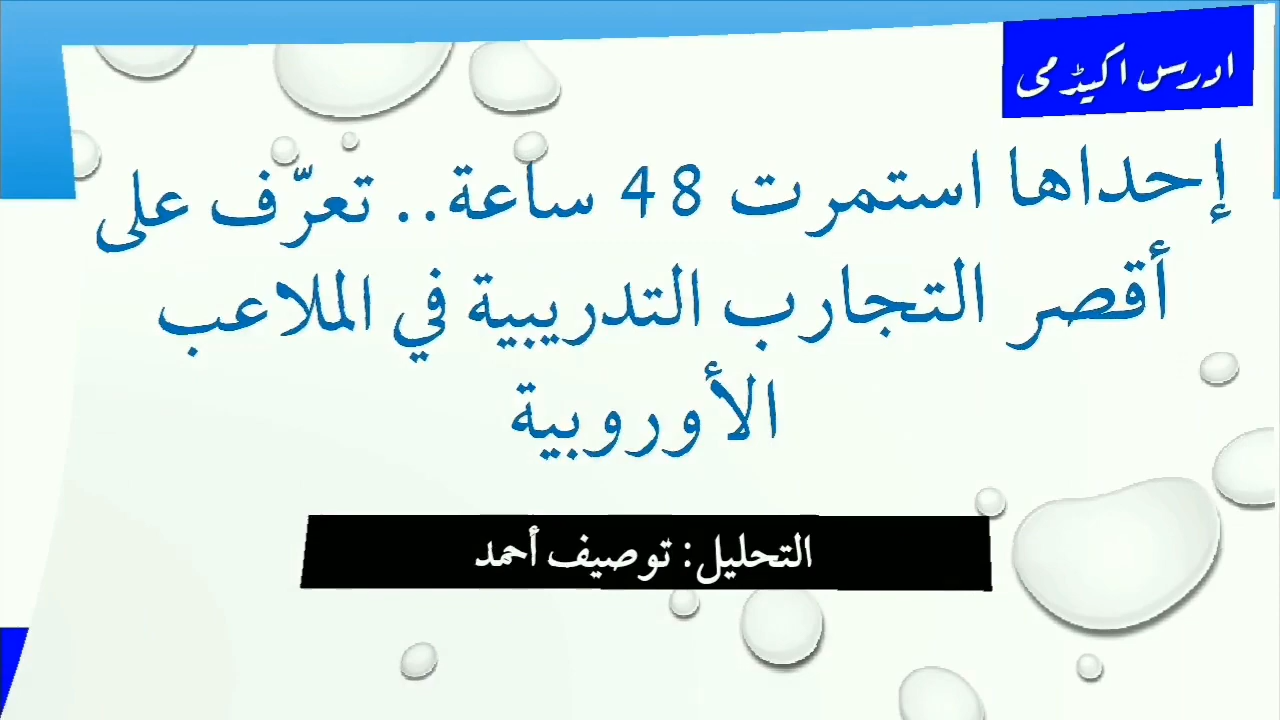 ادرس اکیڈمی
إحداها استمرت 48 ساعة.. تعرّف على
أقصر التجارب التدريبية في الملاعب
الأوروبية
التحليل: توصيف أحمد